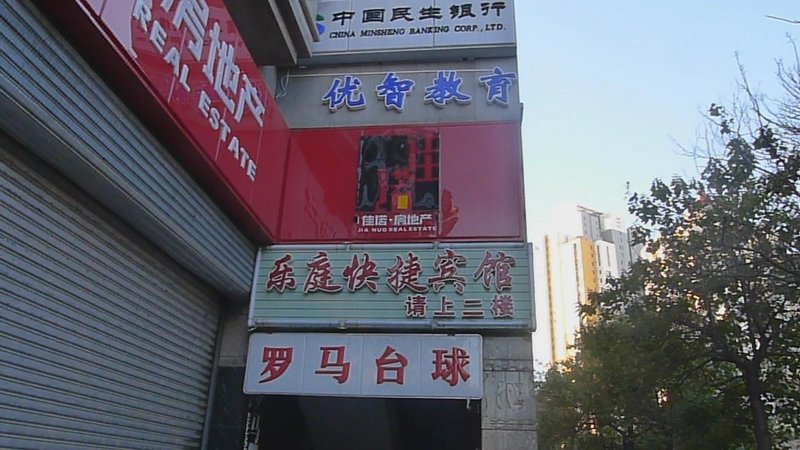 中国民生银行
CHINA MINSHENG BANKING CORP.,LTD.
优智教育
房地产
REAL ESTATE
佳诺·房地产
JIA NUO REAL ESTATE
乐庭快捷宾馆
请上二楼
罗马台球